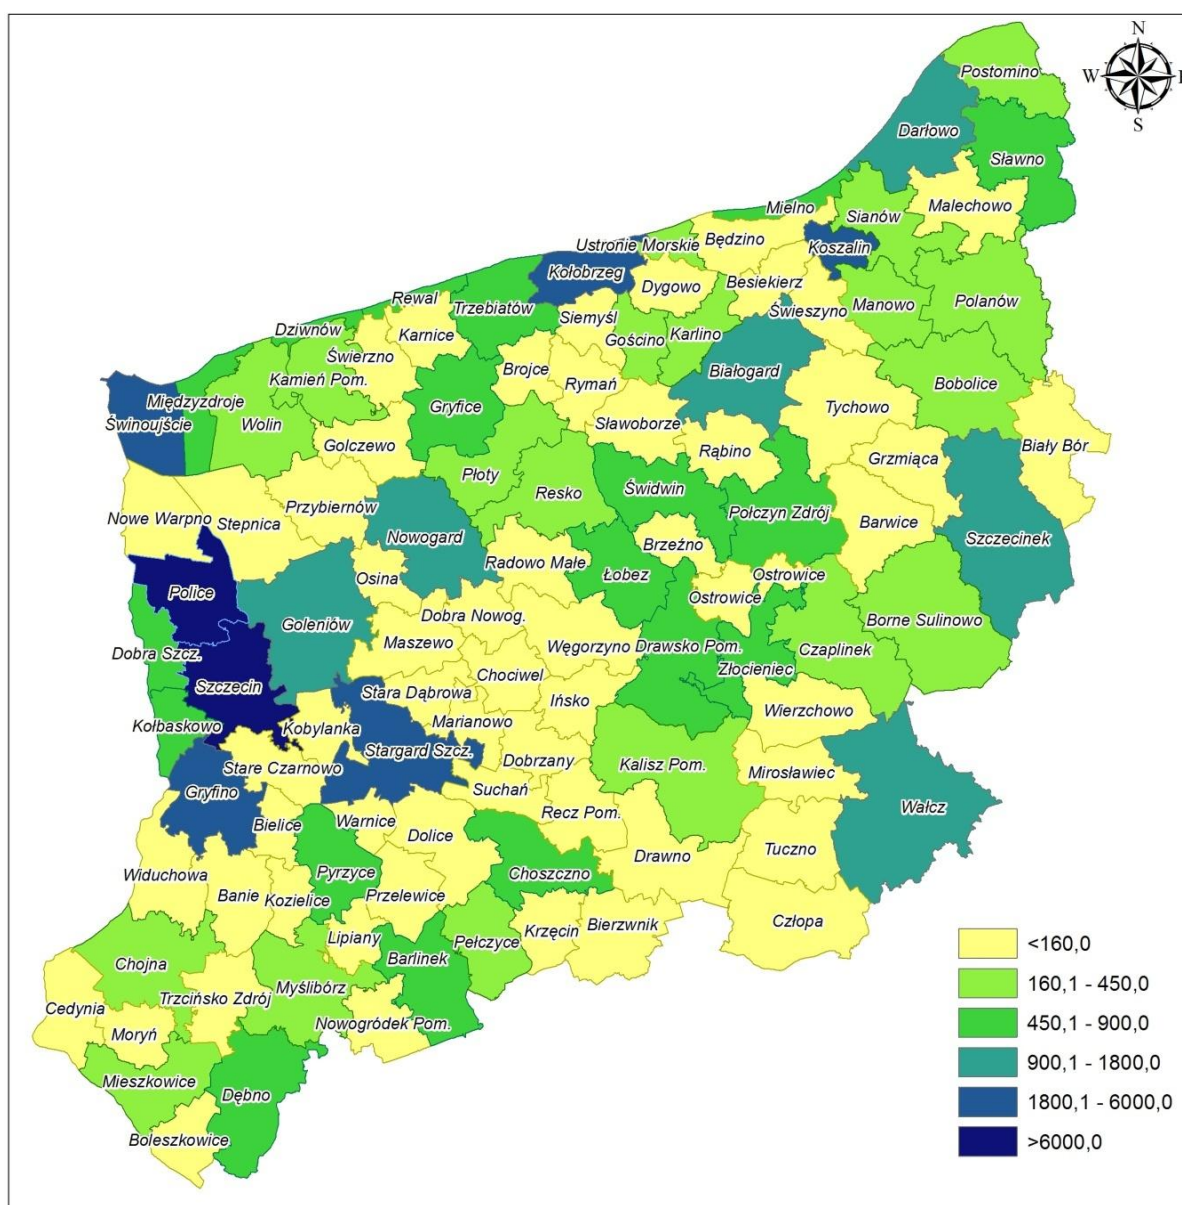 N
W
S
Postomino
Darłowo
Sławno
Mielno
Sianów
Malechowo
Ustronie Morskie
Będzino
Koszalin
Kołobrzeg
Dygowo
Besiekierz
Świeszyno
Manowo
Polanów
Rewal
Trzebiatów
Siemyśl
Dziwnów
Świerzno
Karnice
Gościno
Karlino
Kamień Pom.
Brojce
Rymań
Białogard
Bobolice
Międzyzdroje
Świnoujście
Wolin
Gryfice
Tychowo
Sławoborze
Golczewo
Rąbino
Grzmiąca
Biały Bór
Płoty
Resko
Świdwin
Połczyn Zdrój
Przybiernów
Nowe Warpno
Stepnica
Nowogard
Barwice
Szczecinek
Brzeźno
Radowo Małe
Osina
Łobez
Ostrowice
Ostrowice
Police
Goleniów
Dobra Nowog.
Borne Sulinowo
Maszewo
Węgorzyno
Drawsko Pom.
Czaplinek
Dobra Szcz.
Złocieniec
Chociwel
Szczecin
Stara Dąbrowa
Ińsko
Wierzchowo
Kołbaskowo
Kobylanka
Marianowo
Stargard Szcz.
Dobrzany
Kalisz Pom.
Stare Czarnowo
Mirosławiec
Gryfino
Suchań
Wałcz
Recz Pom.
Bielice
Warnice
Dolice
Drawno
Tuczno
Widuchowa
Pyrzyce
Choszczno
Banie
Kozielice
Przelewice
Człopa
Krzęcin
Bierzwnik
Lipiany
Pełczyce
Barlinek
Chojna
Trzcińsko Zdrój
Myślibórz
Cedynia
Moryń
Nowogródek Pom.
Mieszkowice
Dębno
Boleszkowice
<160,0
160,1 - 450,0
450,1 - 900,0
900,1 - 1800,0
1800,1 - 6000,0
>6000,0